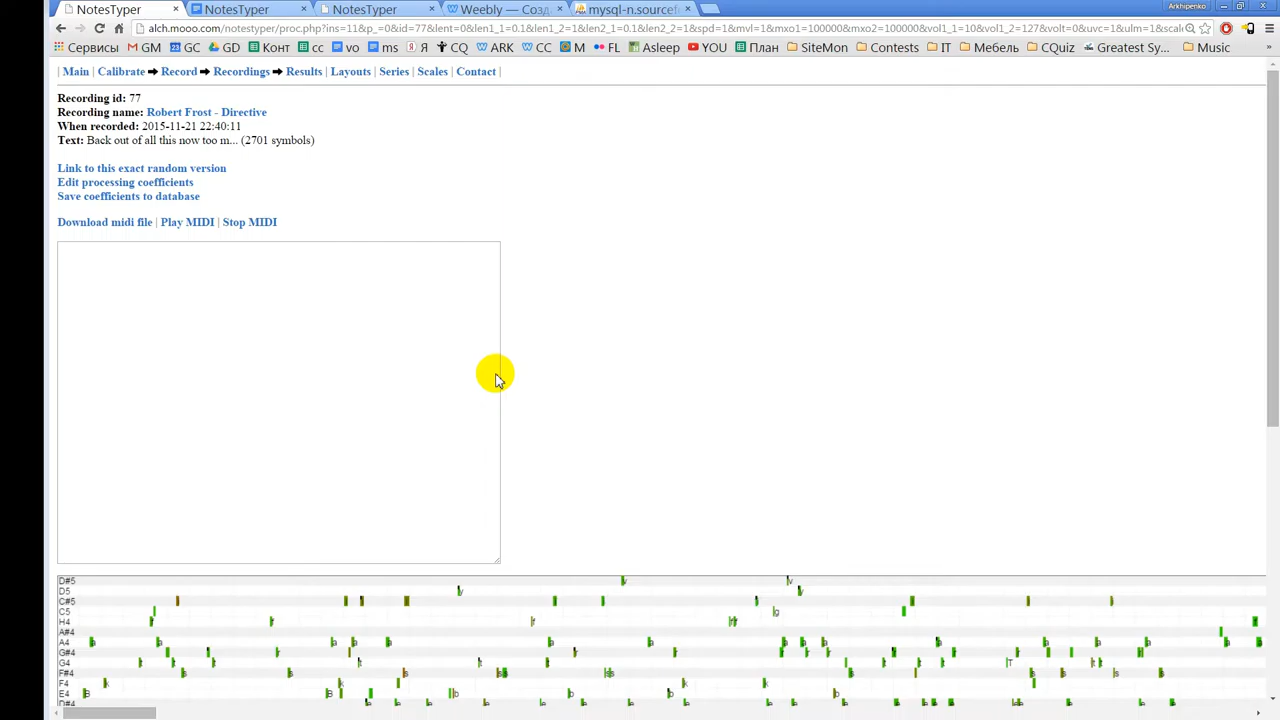 NotesTyper
NotesTyper
NotesTyper
Weebly — Созд
mysql-n.sourcef
Arkhipenko
alch.mooo.com/notestyper/proc.php?ins=11&p_=0&id=77&lent=0&len1_1=0.1&len1_2=1&len2_1=0.1&len2_2=1&spd=1&mvl=1&mxo1=100000&mxo2=100000&vol1_1=10&vol1_2=127&volt=0&uvc=1&ulm=1&scale
Сервисы GM GC GD Конт cc vo ms Я CQ ARK CC M FL Asleep YOU План SiteMon Contests IT Мебель CQuiz Greatest Sy... Music
| Main | Calibrate ➡ Record ➡ Recordings ➡ Results | Layouts | Series | Scales | Contact |
Recording id: 77
Recording name: Robert Frost - Directive
When recorded: 2015-11-21 22:40:11
Text: Back out of all this now too m... (2701 symbols)
Link to this exact random version
Edit processing coefficients
Save coefficients to database
Download midi file | Play MIDI | Stop MIDI
D#5
D5
C#5
C5
H4
A#4
A4
G#4
G4
F#4
F4
E4
D#4